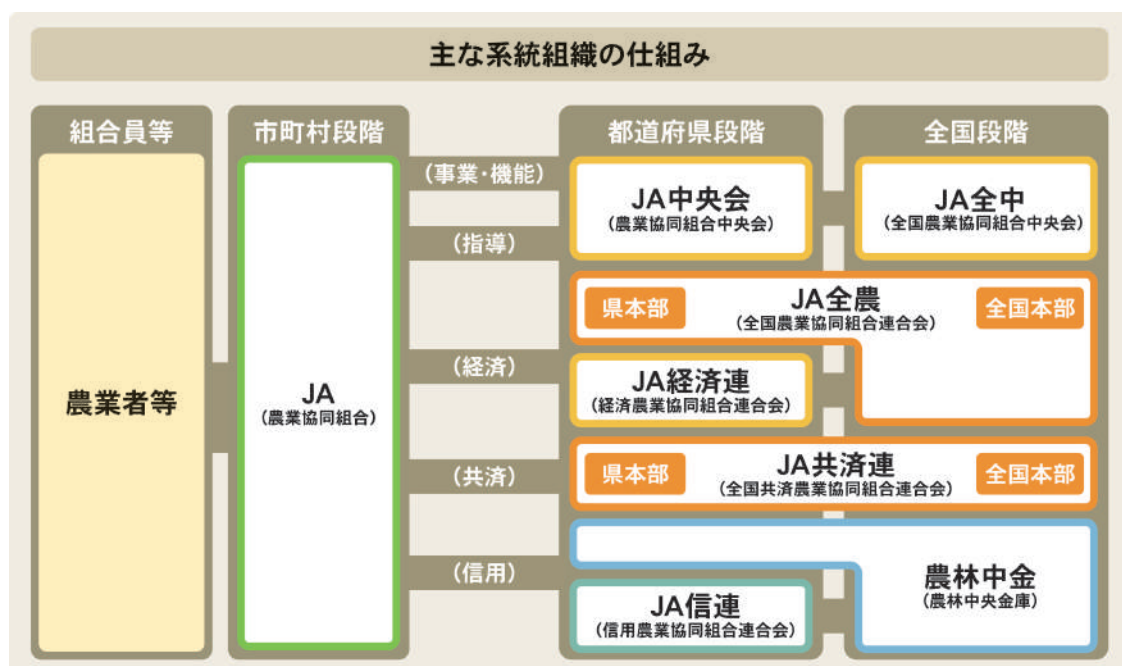 主な系統組織の仕組み
組合員等
市町村段階
都道府県段階
全国段階
農業者等
JA
(農業協同組合)
(事業・機能)
(指導)
(経済)
(共済)
(信用)
JA中央会
(農業協同組合中央会)
JA全中
(全国農業協同組合中央会)
県本部
JA全農
(全国農業協同組合連合会)
全国本部
JA経済連
(経済農業協同組合連合会)
県本部
JA共済連
(全国共済農業協同組合連合会)
全国本部
農林中金
(農林中央金庫)
JA信連
(信用農業協同組合連合会)